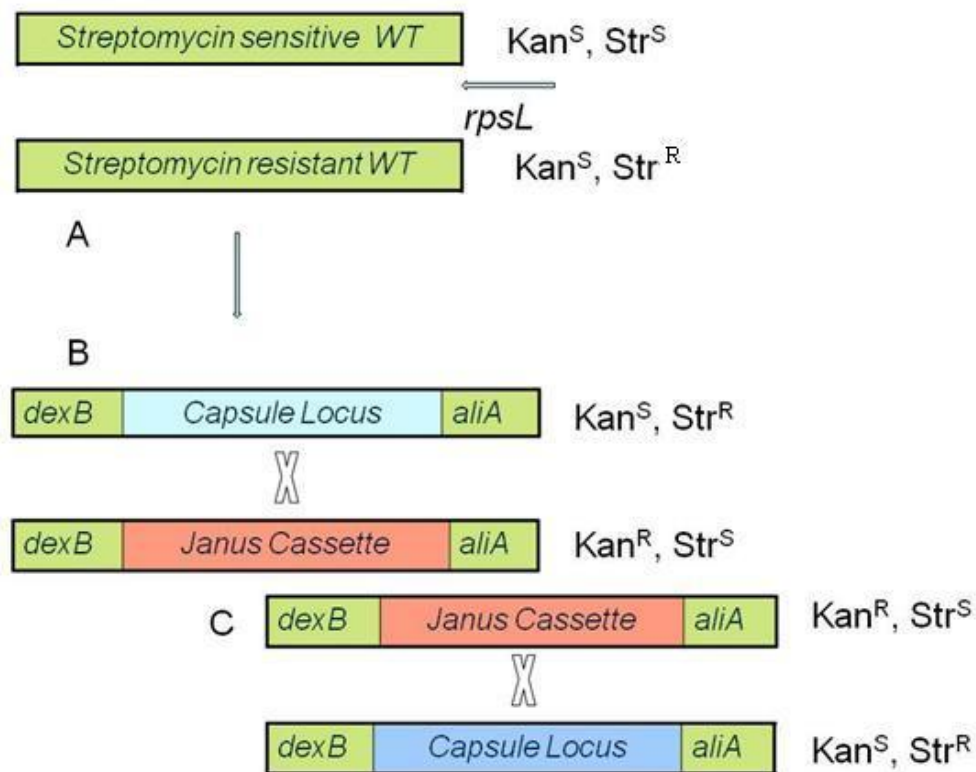 Streptomycin sensitive WT Kan^S, Str^S
rpsL
Streptomycin resistant WT Kan^S, Str^R
A
B
dexB Capsule Locus aliA Kan^S, Str^R
X
dexB Janus Cassette aliA Kan^R, Str^S
C dexB Janus Cassette aliA Kan^R, Str^S
X
dexB Capsule Locus aliA Kan^S, Str^R